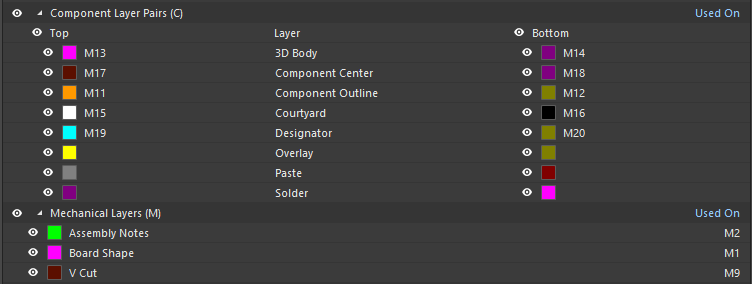 Component Layer Pairs (C) Used On
Top Layer Bottom
M13 3D Body M14
M17 Component Center M18
M11 Component Outline M12
M15 Courtyard M16
M19 Designator M20
Overlay
Paste
Solder
Mechanical Layers (M) Used On
Assembly Notes M2
Board Shape M1
V Cut M9